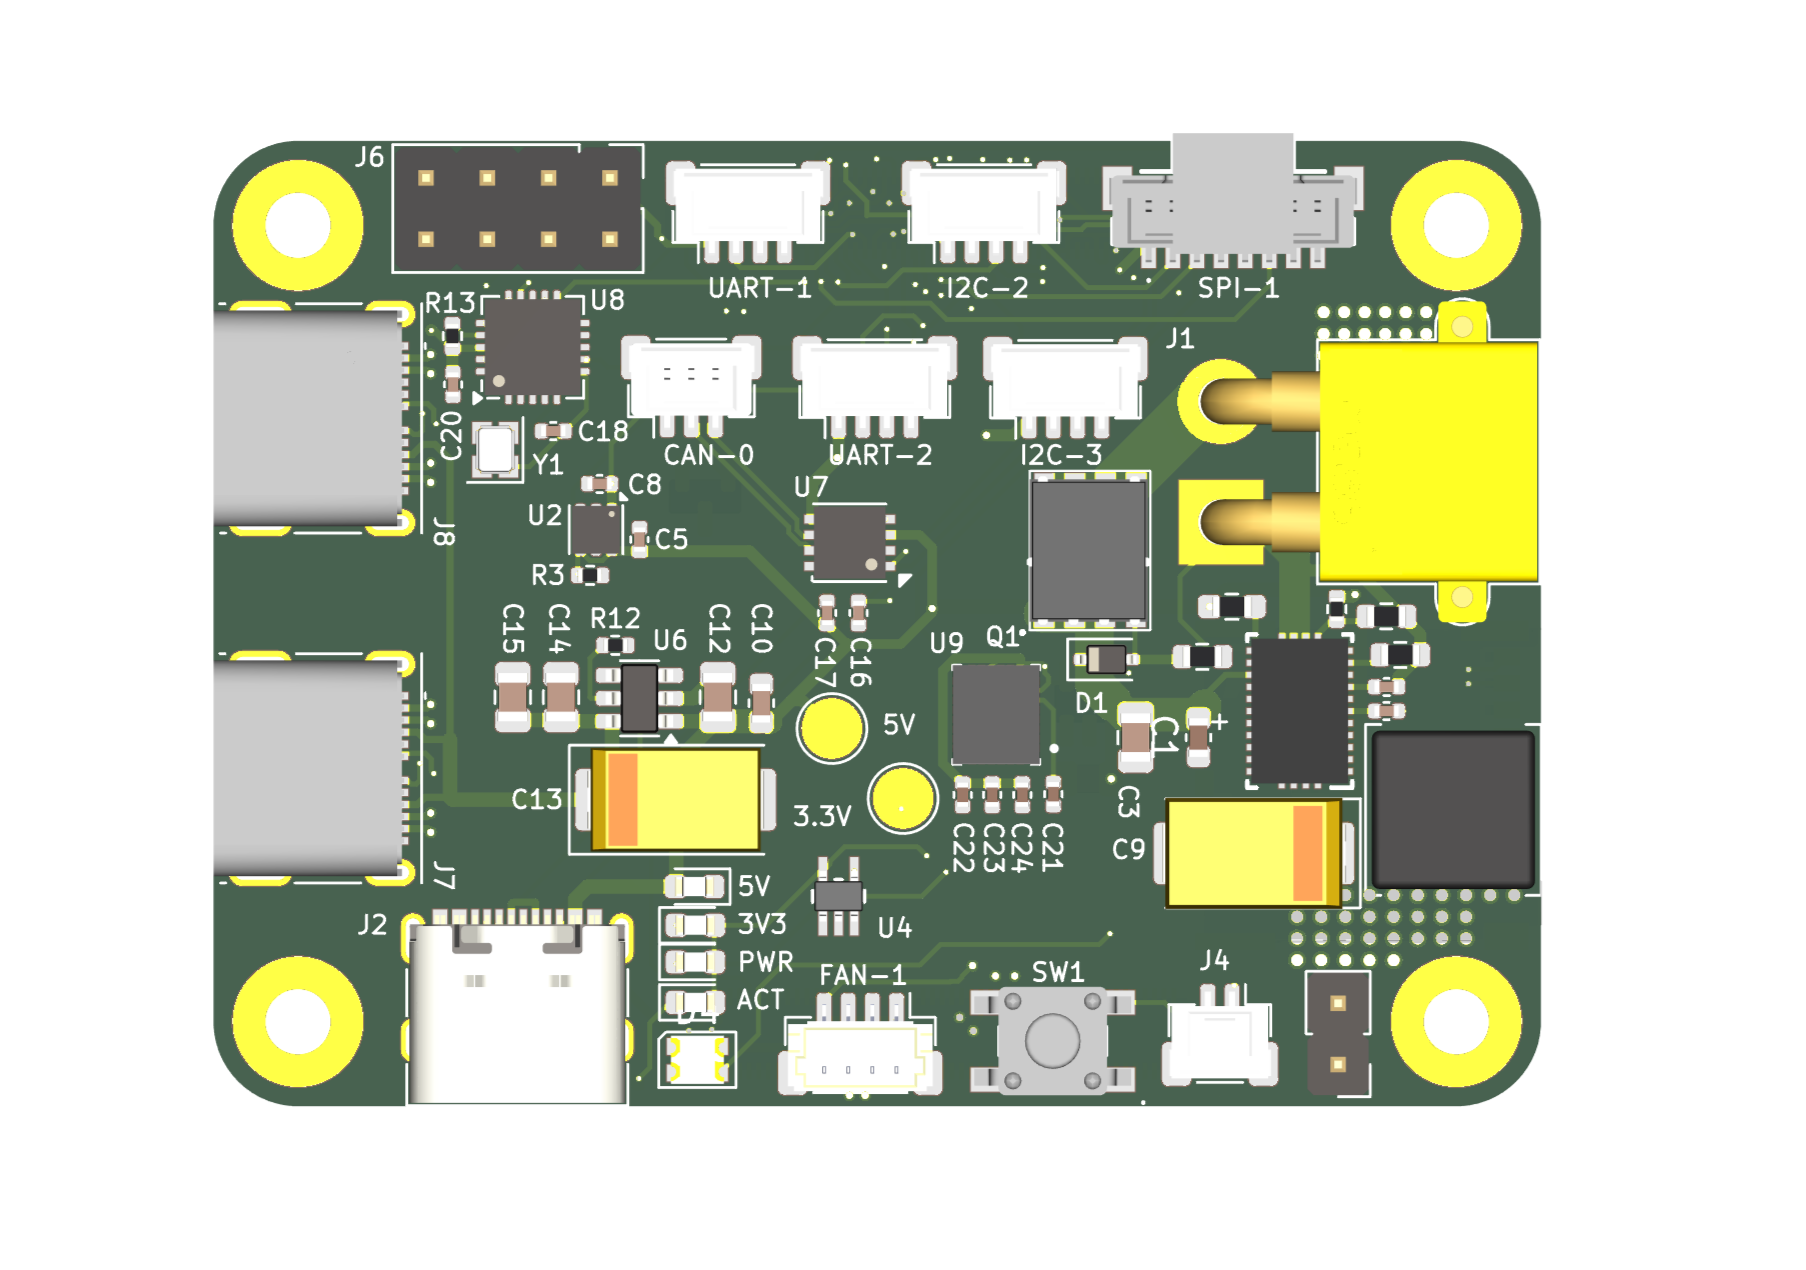 J6
UART-1
I2C-2
SPI-1
R13
U8
J1
C20
C18
Y1
CAN-0
UART-2
I2C-3
C8
U7
U2
C5
J8
R3
C15
C14
R12
U6
C12
C10
C17
C16
U9
Q1
D1
5V
C1
+
C13
3.3V
C3
C22
C23
C24
C21
C9
J7
5V
J2
3V3
U4
PWR
FAN-1
SW1
J4
ACT